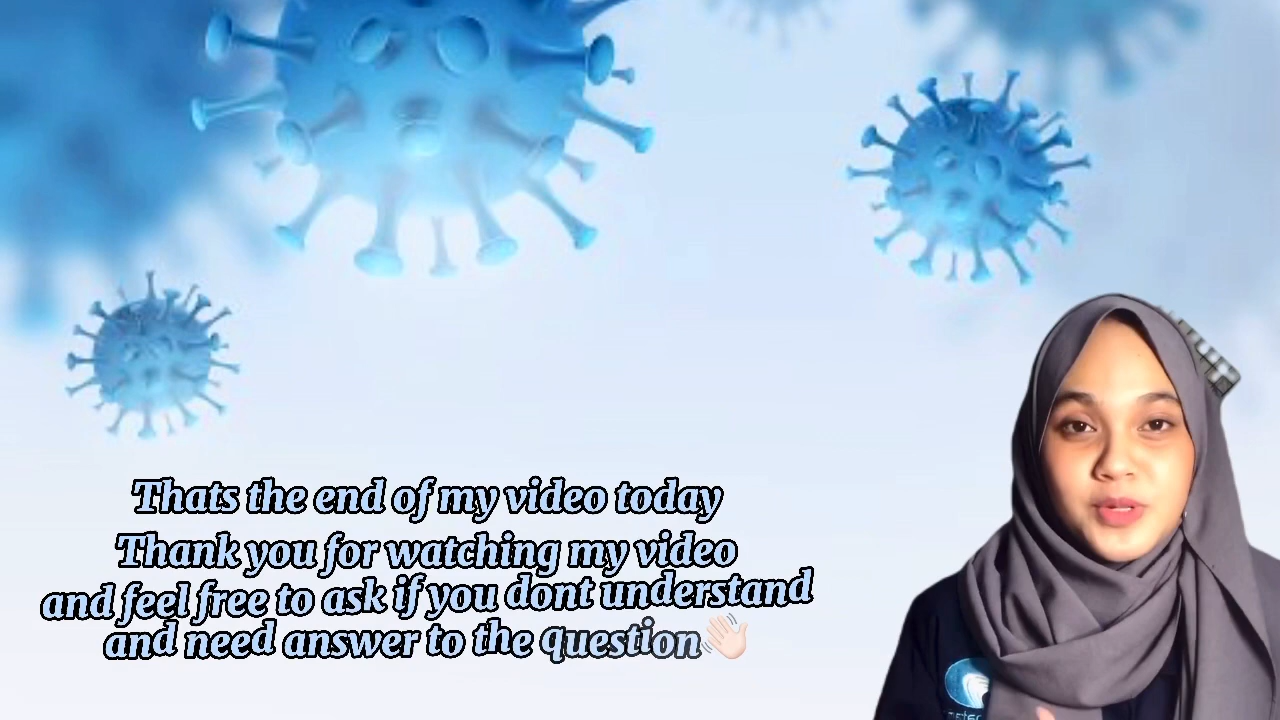 Thats the end of my video today
Thank you for watching my video
and feel free to ask if you dont understand
and need answer to the question👋🏻